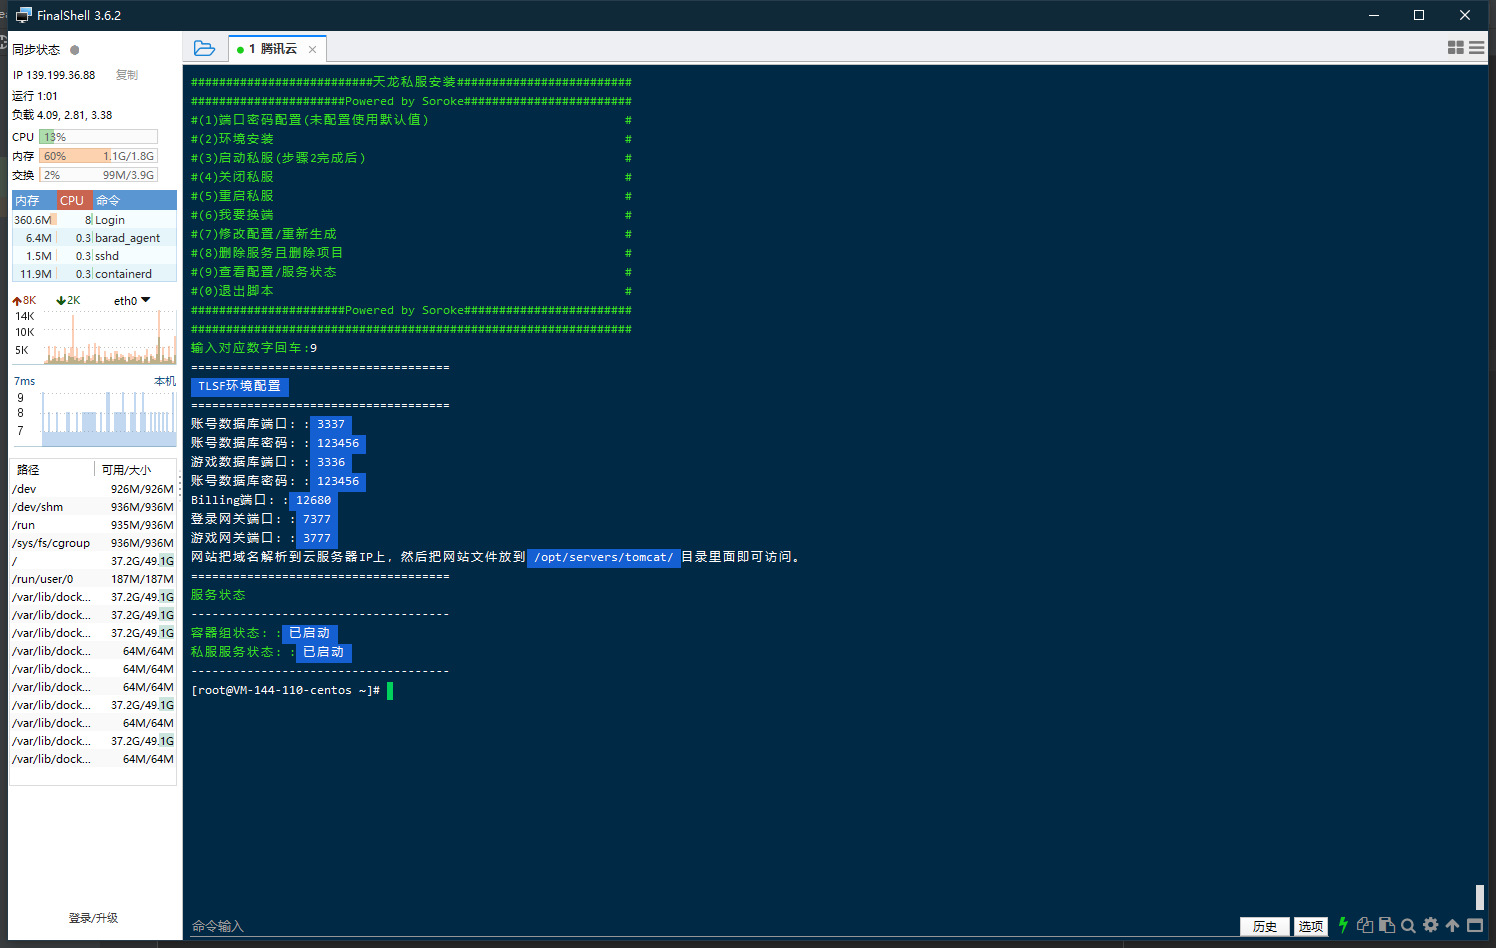 FinalShell 3.6.2
同步状态
IP 139.199.36.88 复制
运行 1:01
负载 4.09, 2.81, 3.38
CPU 13%
内存 60% 1.1G/1.8G
交换 2% 99M/3.9G
内存 CPU 命令
360.6M 8 Login
6.4M 0.3 barad_agent
1.5M 0.3 sshd
11.9M 0.3 containerd
8K 2K eth0
14K
10K
5K
7ms 本机
9
8
7
路径 可用/大小
/dev 926M/926M
/dev/shm 936M/936M
/run 935M/936M
/sys/fs/cgroup 936M/936M
/ 37.2G/49.1G
/run/user/0 187M/187M
/var/lib/dock... 37.2G/49.1G
/var/lib/dock... 37.2G/49.1G
/var/lib/dock... 37.2G/49.1G
/var/lib/dock... 64M/64M
/var/lib/dock... 64M/64M
/var/lib/dock... 64M/64M
/var/lib/dock... 37.2G/49.1G
/var/lib/dock... 64M/64M
/var/lib/dock... 37.2G/49.1G
/var/lib/dock... 64M/64M
登录/升级
1 腾讯云
##########################天龙私服安装#########################
######################Powered by Soroke########################
#(1)端口密码配置(未配置使用默认值) #
#(2)环境安装 #
#(3)启动私服(步骤2完成后) #
#(4)关闭私服 #
#(5)重启私服 #
#(6)我要换端 #
#(7)修改配置/重新生成 #
#(8)删除服务且删除项目 #
#(9)查看配置/服务状态 #
#(0)退出脚本 #
######################Powered by Soroke########################
###############################################################
输入对应数字回车:9
=====================================
TLSF环境配置
=====================================
账号数据库端口: : 3337
账号数据库密码: : 123456
游戏数据库端口: : 3336
账号数据库密码: : 123456
Billing端口: : 12680
登录网关端口: : 7377
游戏网关端口: : 3777
网站把域名解析到云服务器IP上, 然后把网站文件放到 /opt/servers/tomcat/ 目录里面即可访问。
=====================================
服务状态
-------------------------------------
容器组状态: : 已启动
私服服务状态: : 已启动
-------------------------------------
[root@VM-144-110-centos ~]#
命令输入
历史 选项